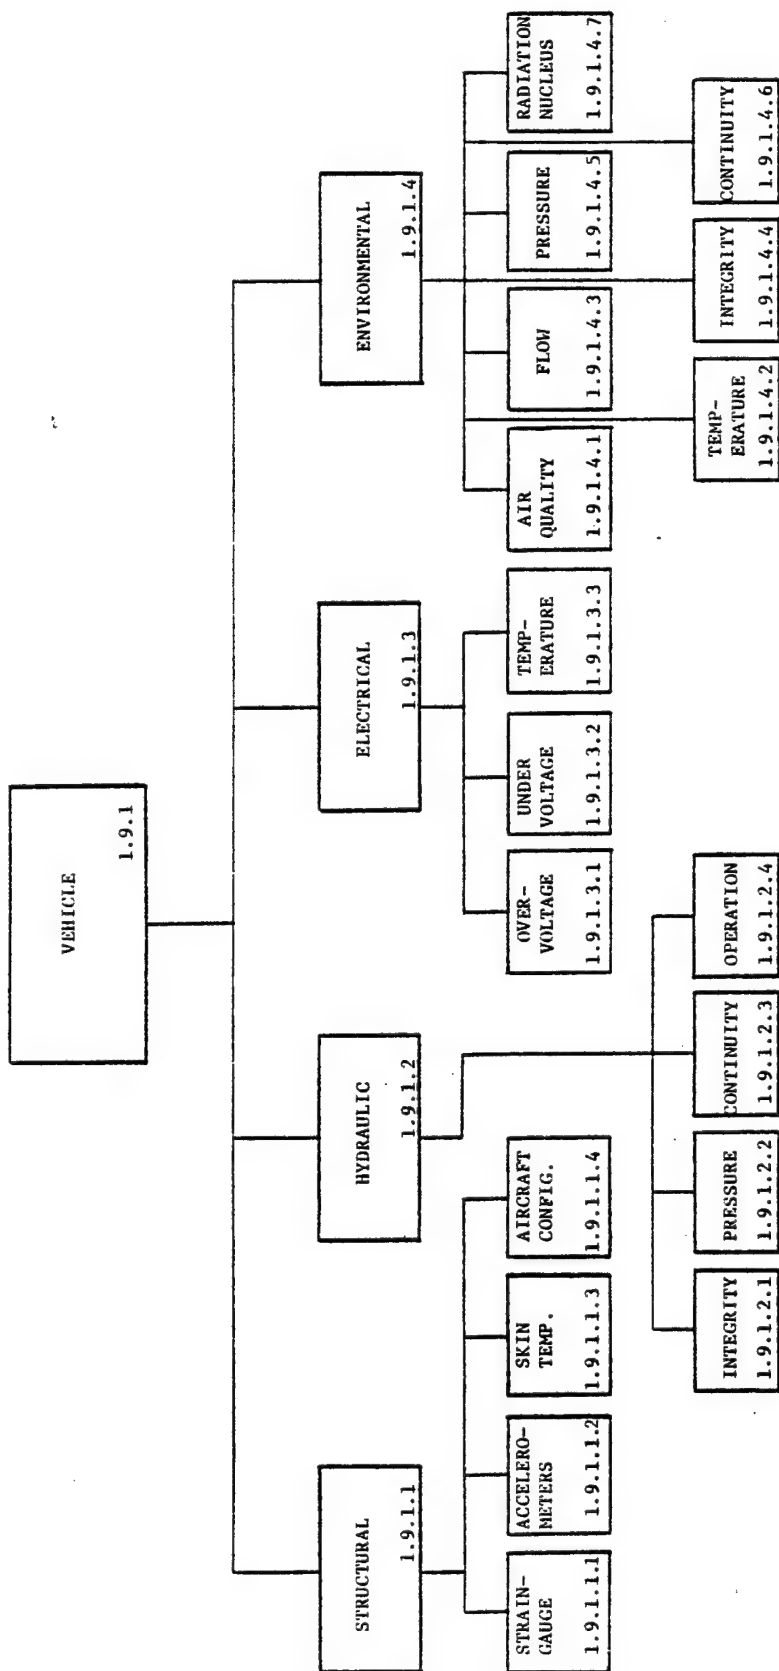 VEHICLE
1.9.1
STRUCTURAL
1.9.1.1
HYDRAULIC
1.9.1.2
ELECTRICAL
1.9.1.3
ENVIRONMENTAL
1.9.1.4
STRAIN-
GAUGE
1.9.1.1.1
ACCELERO-
METERS
1.9.1.1.2
SKIN
TEMP.
1.9.1.1.3
AIRCRAFT
CONFIG.
1.9.1.1.4
INTEGRITY
1.9.1.2.1
PRESSURE
1.9.1.2.2
CONTINUITY
1.9.1.2.3
OPERATION
1.9.1.2.4
OVER-
VOLTAGE
1.9.1.3.1
UNDER
VOLTAGE
1.9.1.3.2
TEMP-
ERATURE
1.9.1.3.3
AIR
QUALITY
1.9.1.4.1
TEMP-
ERATURE
1.9.1.4.2
FLOW
1.9.1.4.3
INTEGRITY
1.9.1.4.4
PRESSURE
1.9.1.4.5
CONTINUITY
1.9.1.4.6
RADIATION
NUCLEUS
1.9.1.4.7